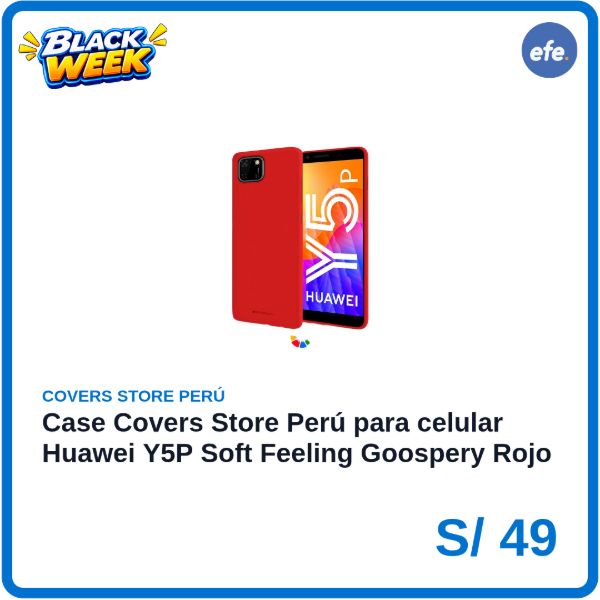 BLACK
WEEK
efe.
Y5P
HUAWEI
COVERS STORE PERÚ
Case Covers Store Perú para celular
Huawei Y5P Soft Feeling Goospery Rojo
S/ 49